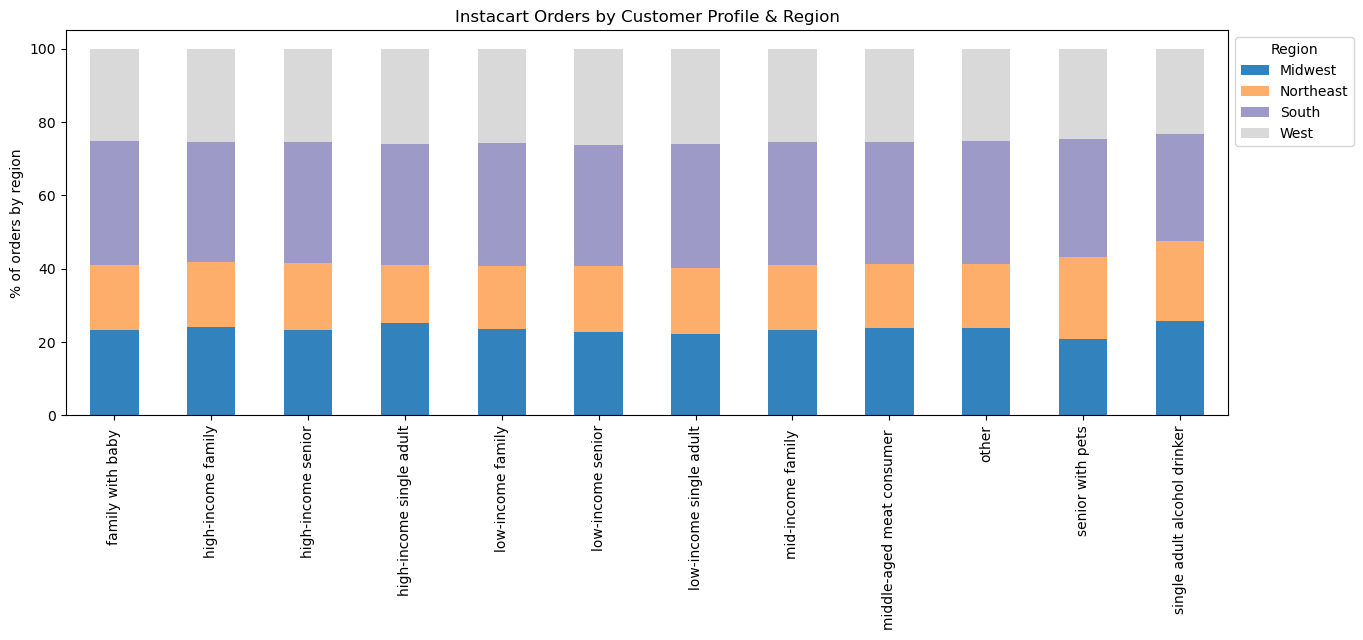 Instacart Orders by Customer Profile & Region
% of orders by region
100
80
60
40
20
0
family with baby
high-income family
high-income senior
high-income single adult
low-income family
low-income senior
low-income single adult
mid-income family
middle-aged meat consumer
other
senior with pets
single adult alcohol drinker
Region
Midwest
Northeast
South
West